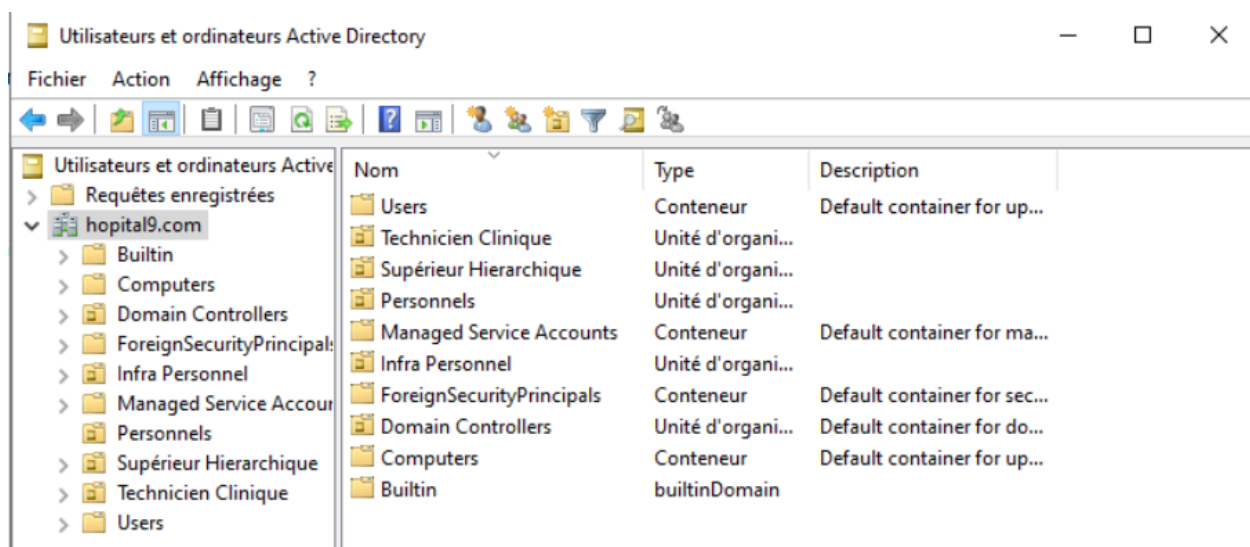 Utilisateurs et ordinateurs Active Directory
Fichier Action Affichage ?
Utilisateurs et ordinateurs Active
Requêtes enregistrées
hopital9.com
Builtin
Computers
Domain Controllers
ForeignSecurityPrincipals
Infra Personnel
Managed Service Accour
Personnels
Supérieur Hierarchique
Technicien Clinique
Users
Nom Type Description
Users Conteneur Default container for up...
Technicien Clinique Unité d'organi...
Supérieur Hierarchique Unité d'organi...
Personnels Unité d'organi...
Managed Service Accounts Conteneur Default container for ma...
Infra Personnel Unité d'organi...
ForeignSecurityPrincipals Conteneur Default container for sec...
Domain Controllers Unité d'organi... Default container for do...
Computers Conteneur Default container for up...
Builtin builtinDomain